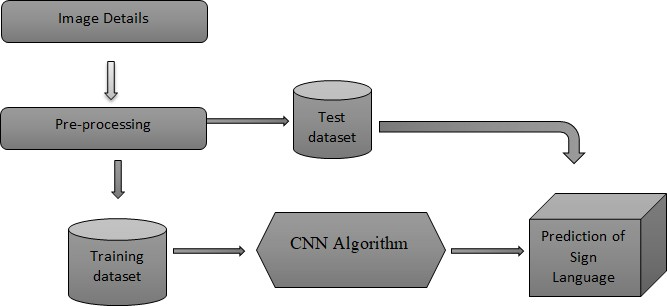 Image Details
Pre-processing
Test
dataset
Training
dataset
CNN Algorithm
Prediction of
Sign
Language